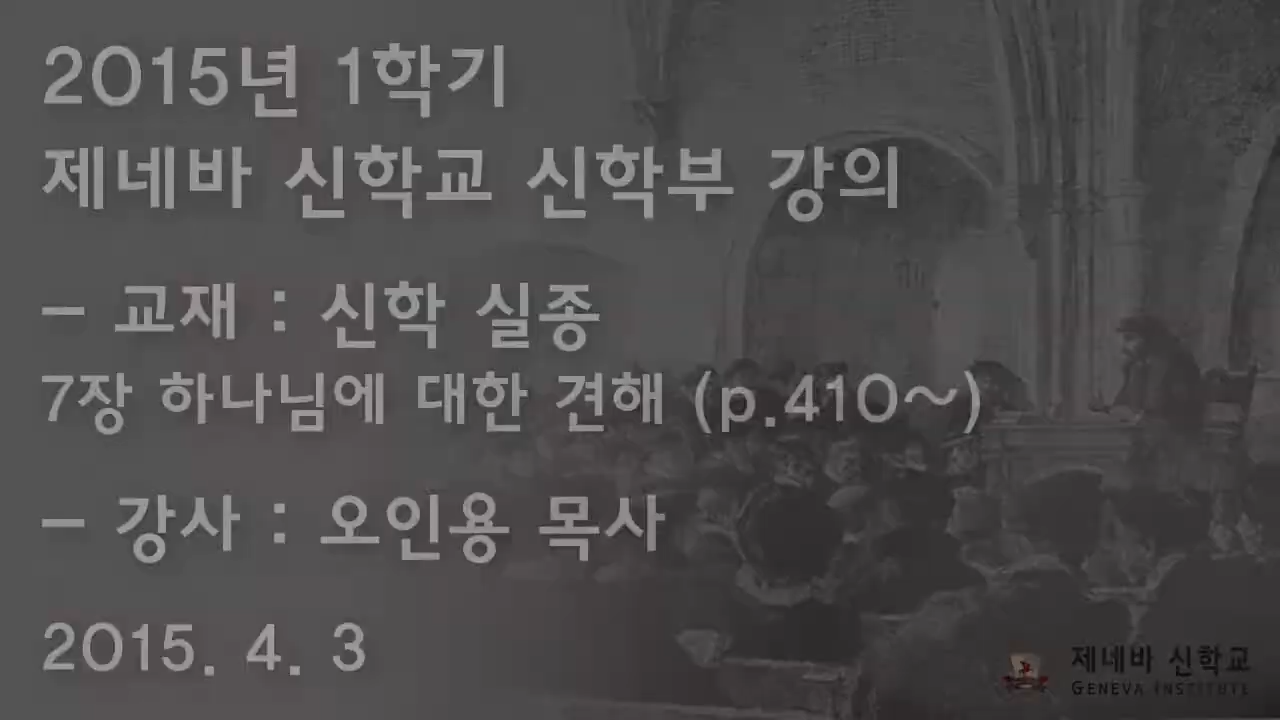 2015년 1학기
제네바 신학교 신학부 강의
- 교재 : 신학 실종
7장 하나님에 대한 견해 (p.410~)
- 강사 : 오인용 목사
2015. 4. 3
제네바 신학교
GENEVA INSTITUTE